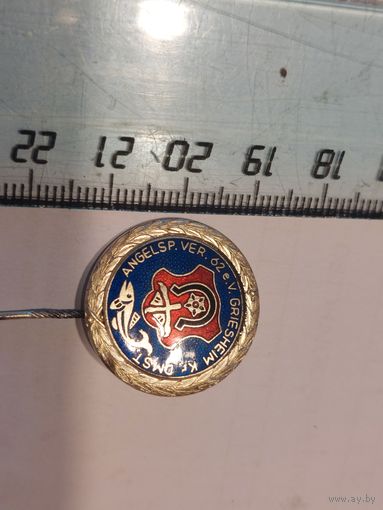 22 21 20 19 18
ANGELSP. VER. 62 e.V. GRIESHEIM Kr. DMST.
www.ay.by